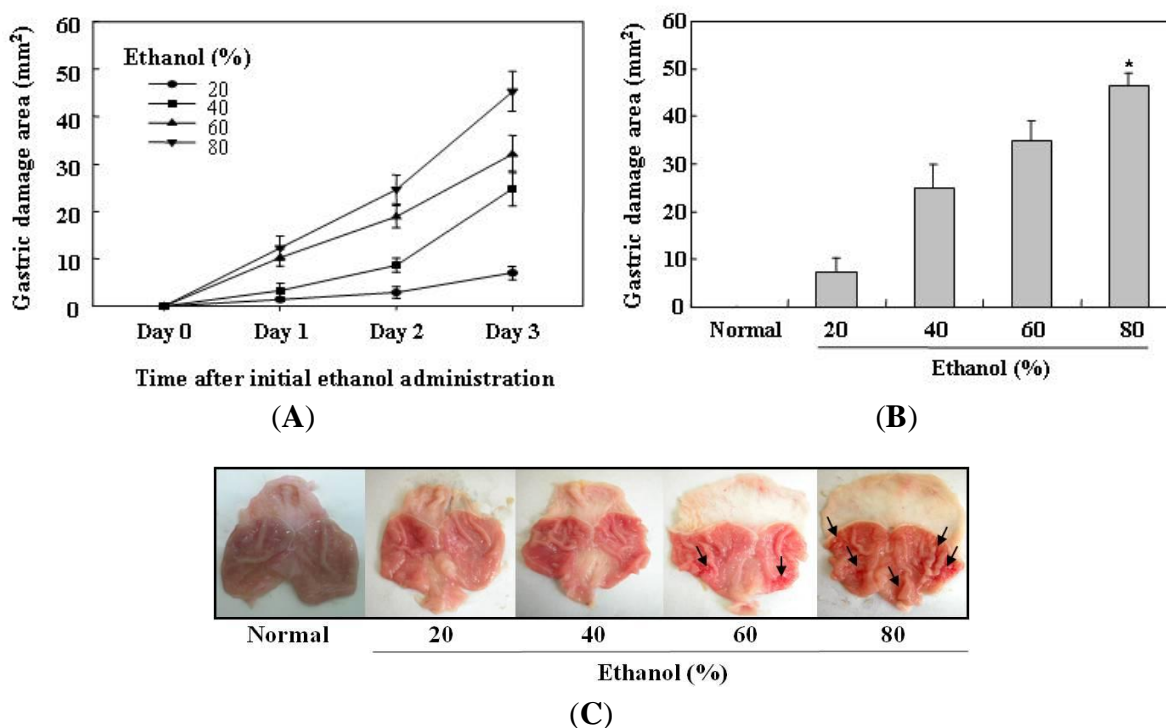 Gastric damage area (mm²)
60
50
40
30
20
10
0
Ethanol (%)
20
40
60
80
Day 0 Day 1 Day 2 Day 3
Time after initial ethanol administration
(A)
Gastric damage area (mm²)
60
50
40
30
20
10
0
*
Normal 20 40 60 80
Ethanol (%)
(B)
Normal 20 40 60 80
Ethanol (%)
(C)